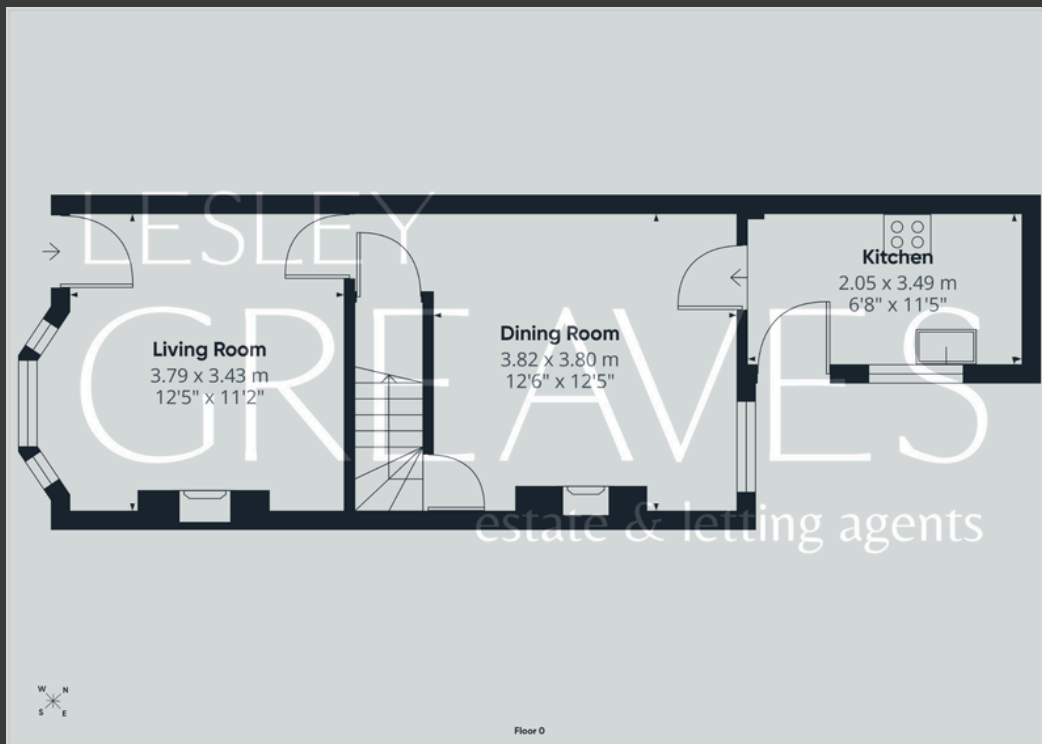 LESLEY
GREAVES
estate & letting agents
Living Room
3.79 x 3.43 m
12'5" x 11'2"
Dining Room
3.82 x 3.80 m
12'6" x 12'5"
Kitchen
2.05 x 3.49 m
6'8" x 11'5"
W N
S E
Floor 0